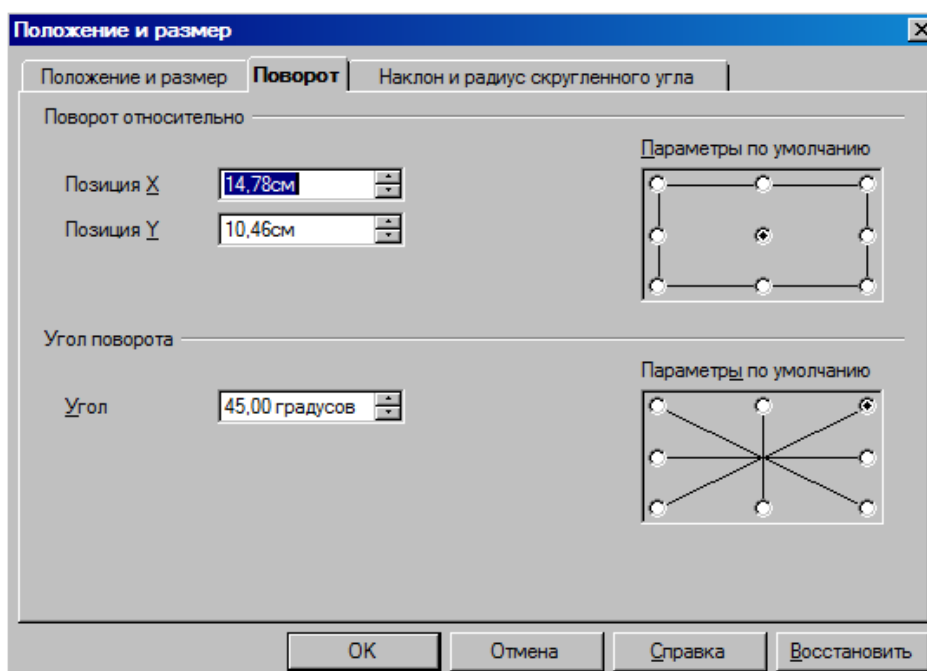 Положение и размер
Положение и размер Поворот Наклон и радиус скругленного угла
Поворот относительно
Параметры по умолчанию
Позиция X 14,78см
Позиция Y 10,46см
Угол поворота
Параметры по умолчанию
Угол 45,00 градусов
OK Отмена Справка Восстановить